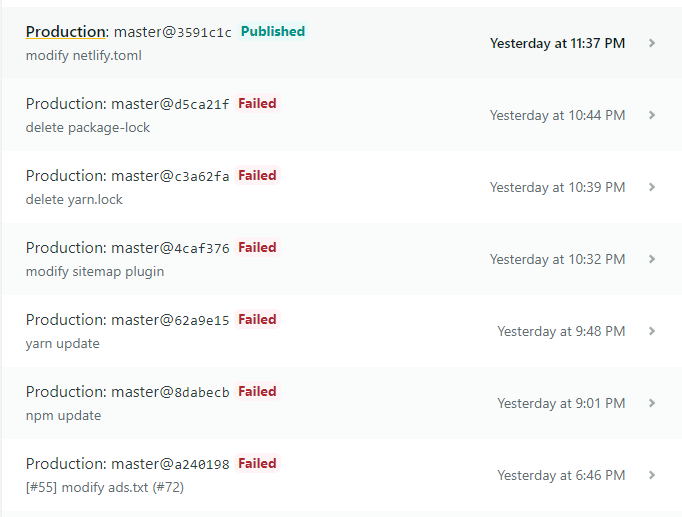 Production: master@3591c1c Published
modify netlify.toml
Yesterday at 11:37 PM
Production: master@d5ca21f Failed
delete package-lock
Yesterday at 10:44 PM
Production: master@c3a62fa Failed
delete yarn.lock
Yesterday at 10:39 PM
Production: master@4caf376 Failed
modify sitemap plugin
Yesterday at 10:32 PM
Production: master@62a9e15 Failed
yarn update
Yesterday at 9:48 PM
Production: master@8dabecb Failed
npm update
Yesterday at 9:01 PM
Production: master@a240198 Failed
[#55] modify ads.txt (#72)
Yesterday at 6:46 PM